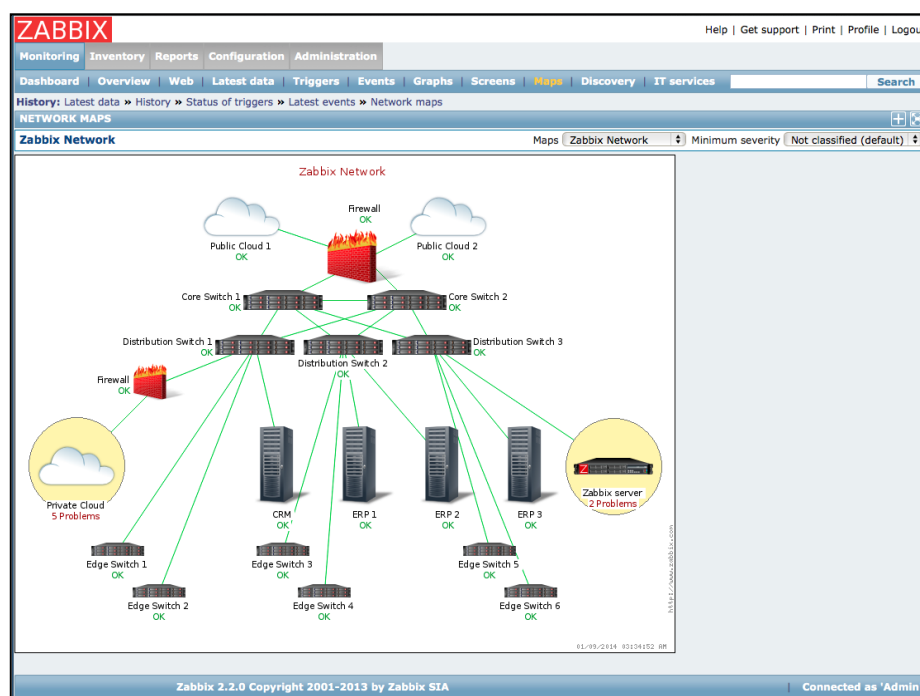 ZABBIX
Help | Get support | Print | Profile | Logout
Monitoring Inventory Reports Configuration Administration
Dashboard | Overview | Web | Latest data | Triggers | Events | Graphs | Screens | Maps | Discovery | IT services Search
History: Latest data » History » Status of triggers » Latest events » Network maps
NETWORK MAPS
Zabbix Network
Maps Zabbix Network Minimum severity Not classified (default)
Zabbix Network
Firewall
OK
Public Cloud 1
OK
Public Cloud 2
OK
Core Switch 1
OK
Core Switch 2
OK
Distribution Switch 1
OK
Distribution Switch 2
OK
Distribution Switch 3
OK
Firewall
OK
Private Cloud
5 Problems
CRM
OK
ERP 1
OK
ERP 2
OK
ERP 3
OK
Z
Zabbix server
2 Problems
Edge Switch 1
OK
Edge Switch 2
OK
Edge Switch 3
OK
Edge Switch 4
OK
Edge Switch 5
OK
Edge Switch 6
OK
http://www.zabbix.com
01/09/2014 03:34:52 AM
Zabbix 2.2.0 Copyright 2001-2013 by Zabbix SIA | Connected as 'Admin'